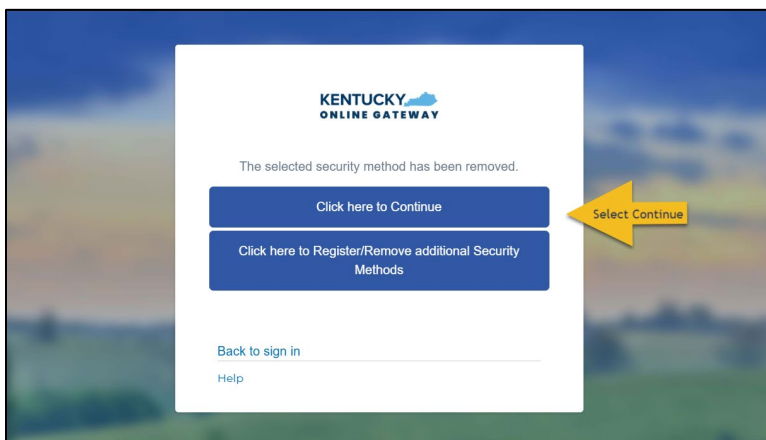 KENTUCKY
ONLINE GATEWAY
The selected security method has been removed.
Click here to Continue
Select Continue
Click here to Register/Remove additional Security
Methods
Back to sign in
Help